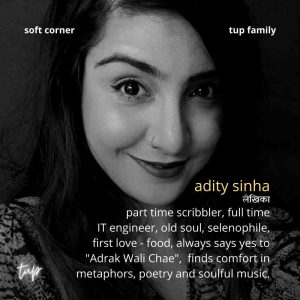 soft corner
tup family
adity sinha
लेखिका
part time scribbler, full time
IT engineer, old soul, selenophile,
first love - food, always says yes to
"Adrak Wali Chae", finds comfort in
metaphors, poetry and soulful music.
tup